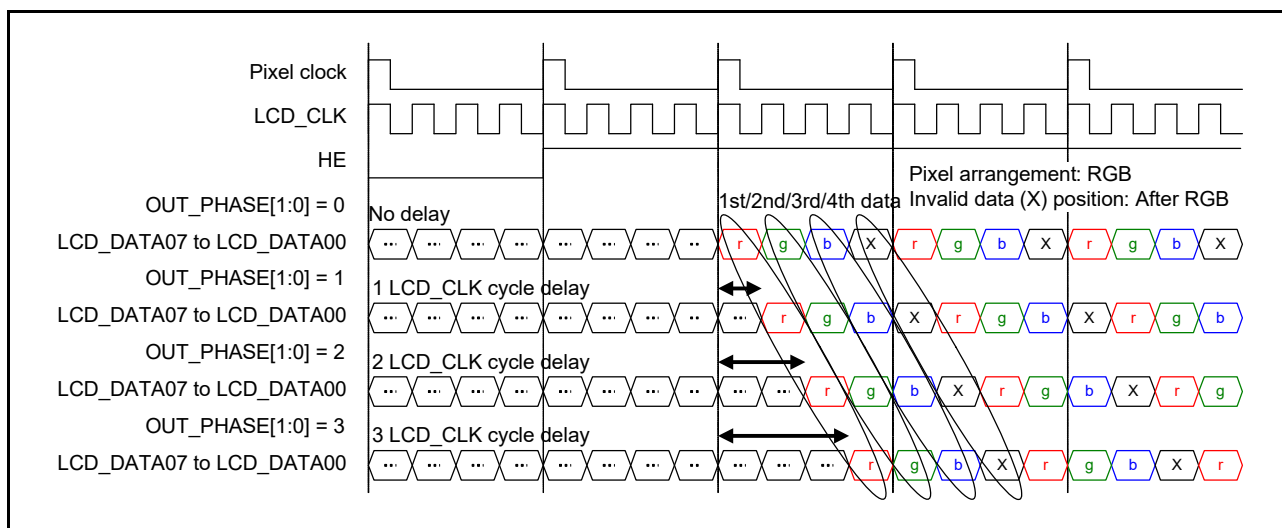 Pixel clock
LCD_CLK
HE
Pixel arrangement: RGB
OUT_PHASE[1:0] = 0
No delay
1st/2nd/3rd/4th data
Invalid data (X) position: After RGB
LCD_DATA07 to LCD_DATA00
... ... ... ... ... ... ... .. r g b X r g b X r g b X
OUT_PHASE[1:0] = 1
1 LCD_CLK cycle delay
LCD_DATA07 to LCD_DATA00
... ... ... ... ... ... ... .. ... r g b X r g b X r g b
OUT_PHASE[1:0] = 2
2 LCD_CLK cycle delay
LCD_DATA07 to LCD_DATA00
... ... ... ... ... ... ... .. ... ... r g b X r g b X r g
OUT_PHASE[1:0] = 3
3 LCD_CLK cycle delay
LCD_DATA07 to LCD_DATA00
... ... ... ... ... ... ... .. ... ... ... r g b X r g b X r